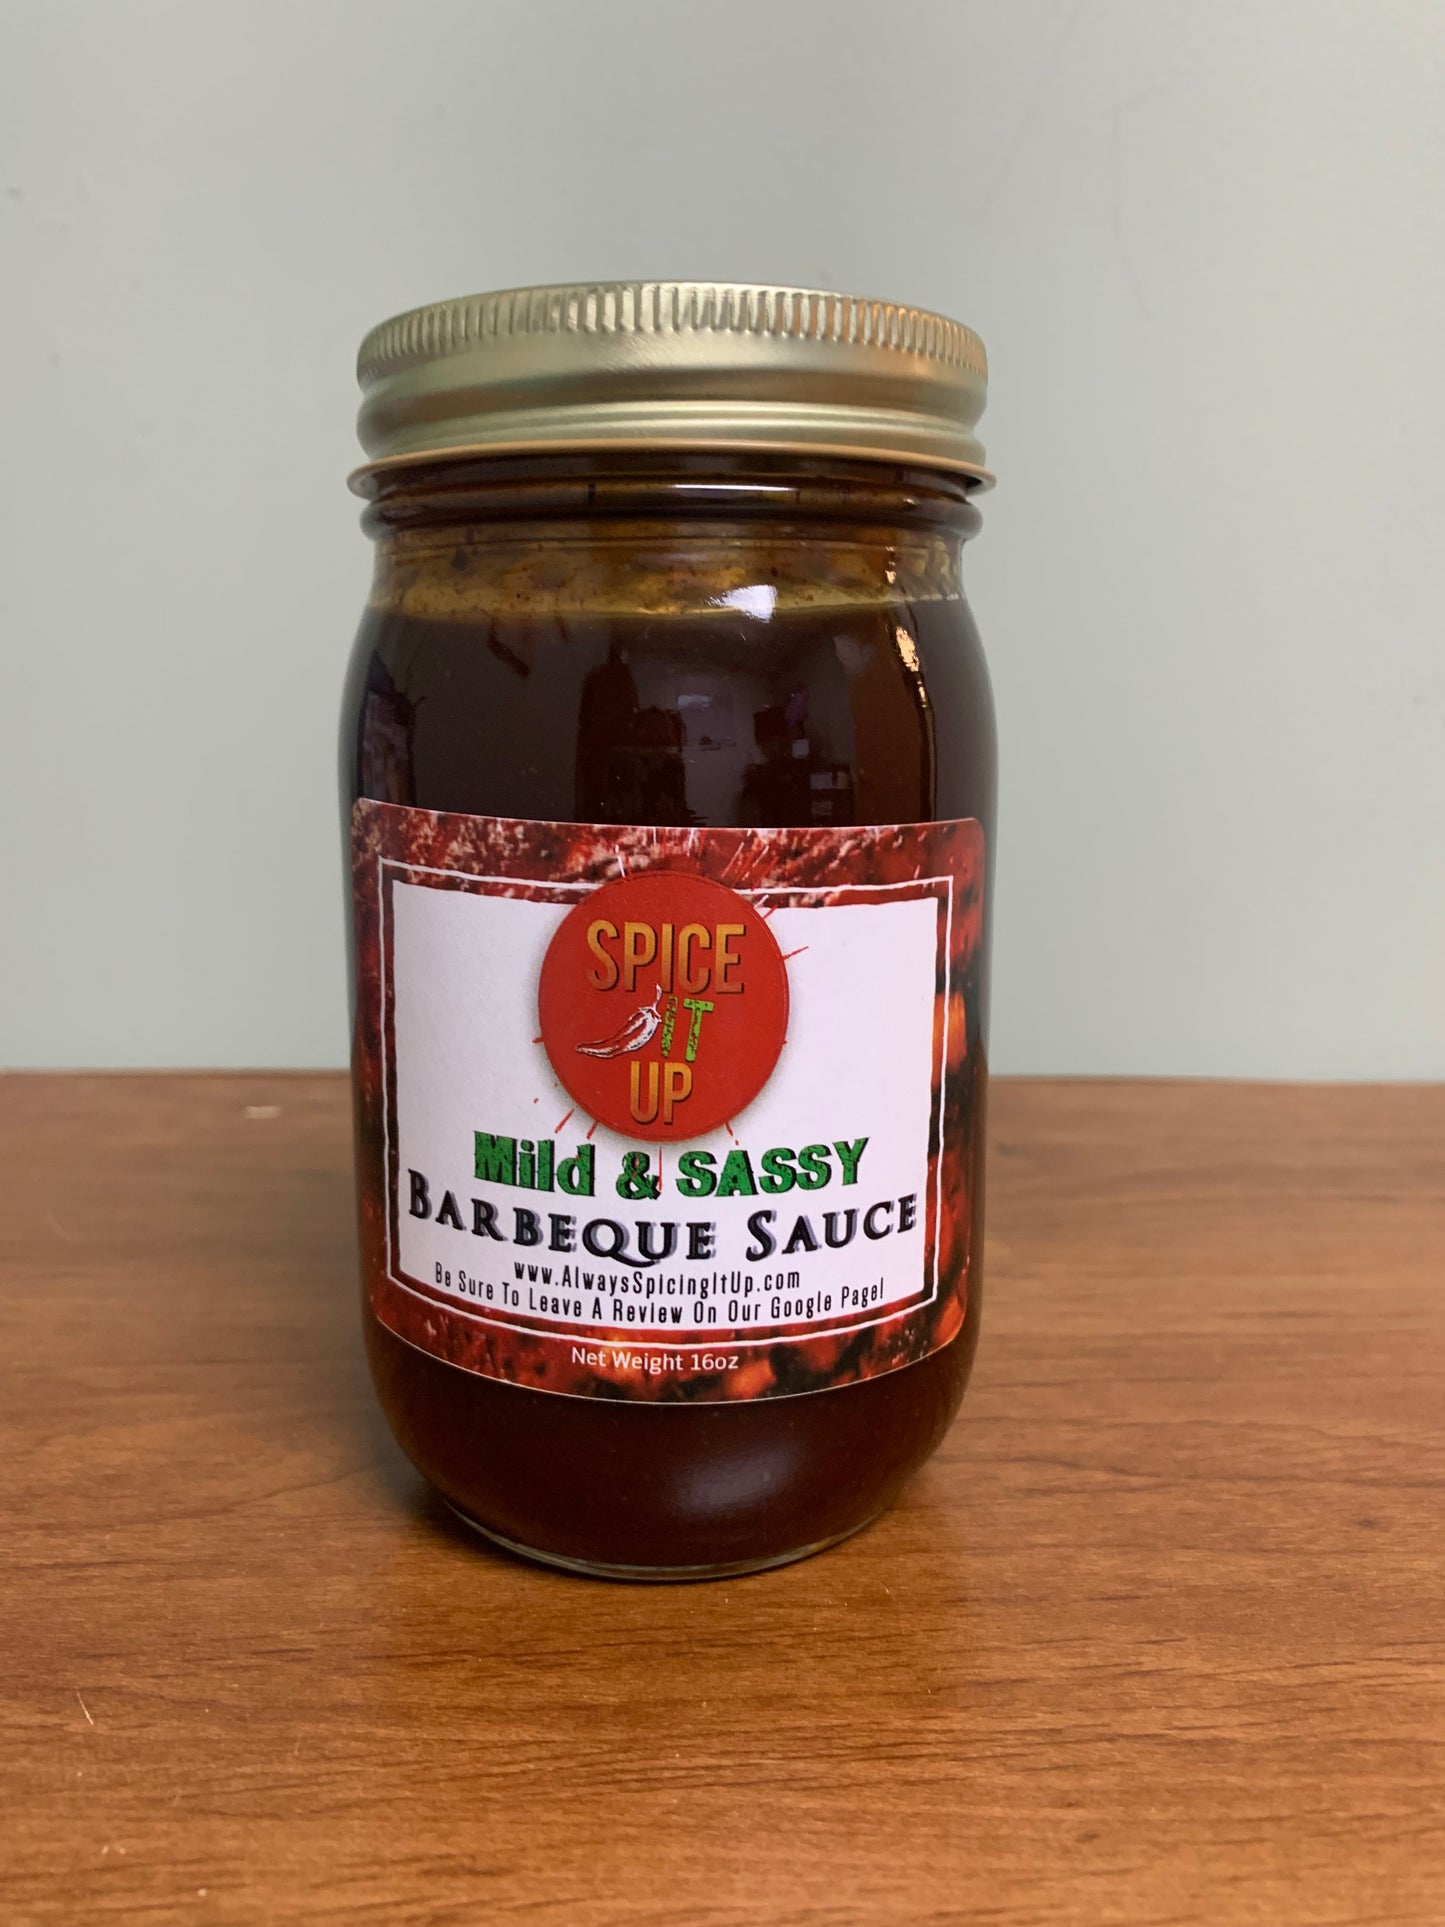 SPICE
IT
UP
Mild & SASSY
BARBEQUE SAUCE
www.AlwaysSpicingItUp.com
Be Sure To Leave A Review On Our Google Page!
Net Weight 16oz